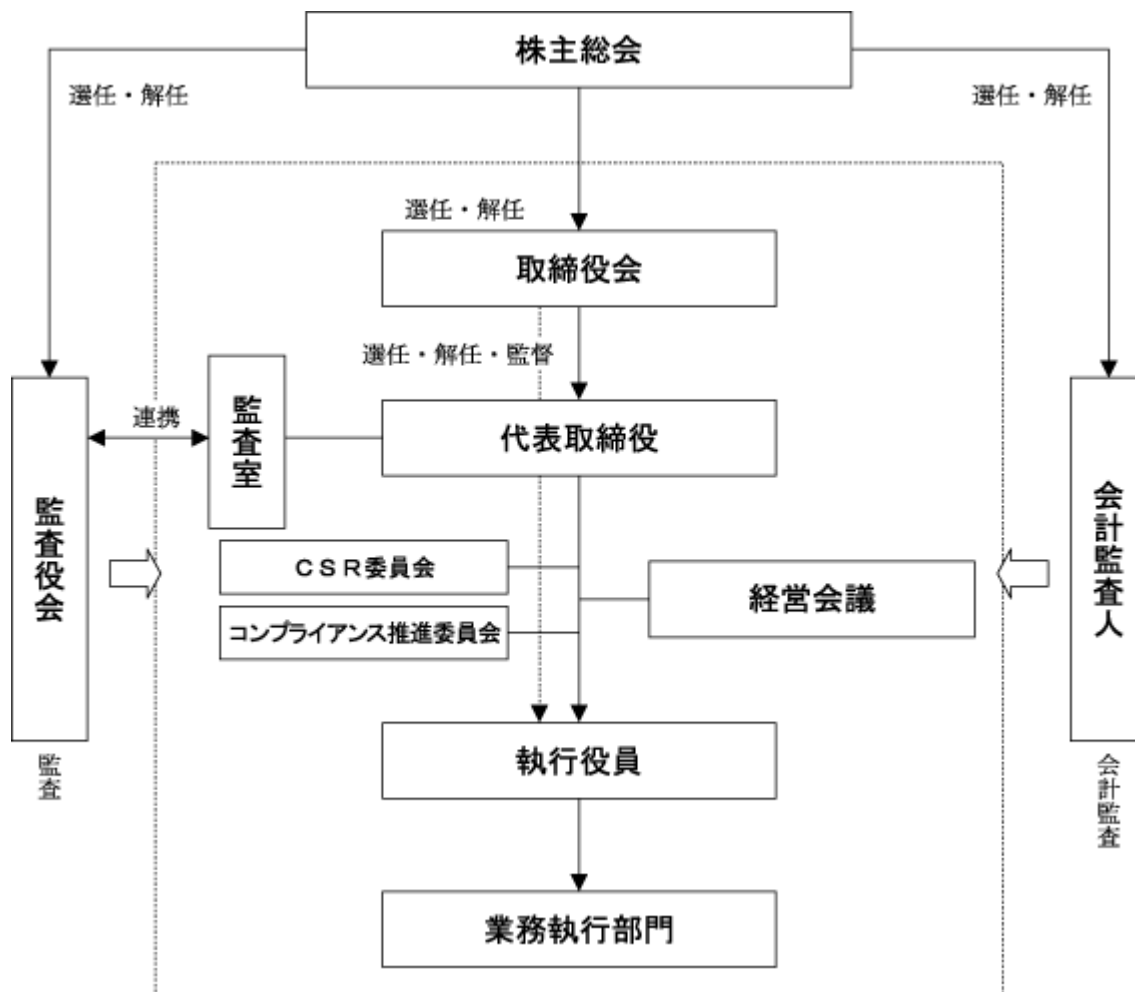 株主総会
選任・解任
選任・解任
選任・解任
取締役会
選任・解任・監督
監査室
連携
代表取締役
監査役会
会計監査人
ＣＳＲ委員会
経営会議
コンプライアンス推進委員会
執行役員
監査
会計監査
業務執行部門